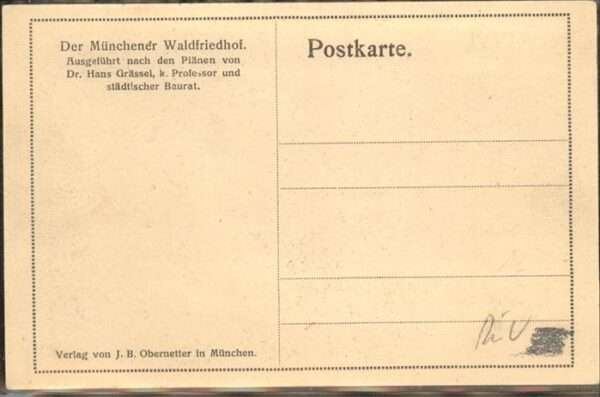 Der Münchener Waldfriedhof.
Ausgeführt nach den Plänen von
Dr. Hans Grässel, k. Professor und
städtischer Baurat.
Postkarte.
Verlag von J. B. Obernetter in München.